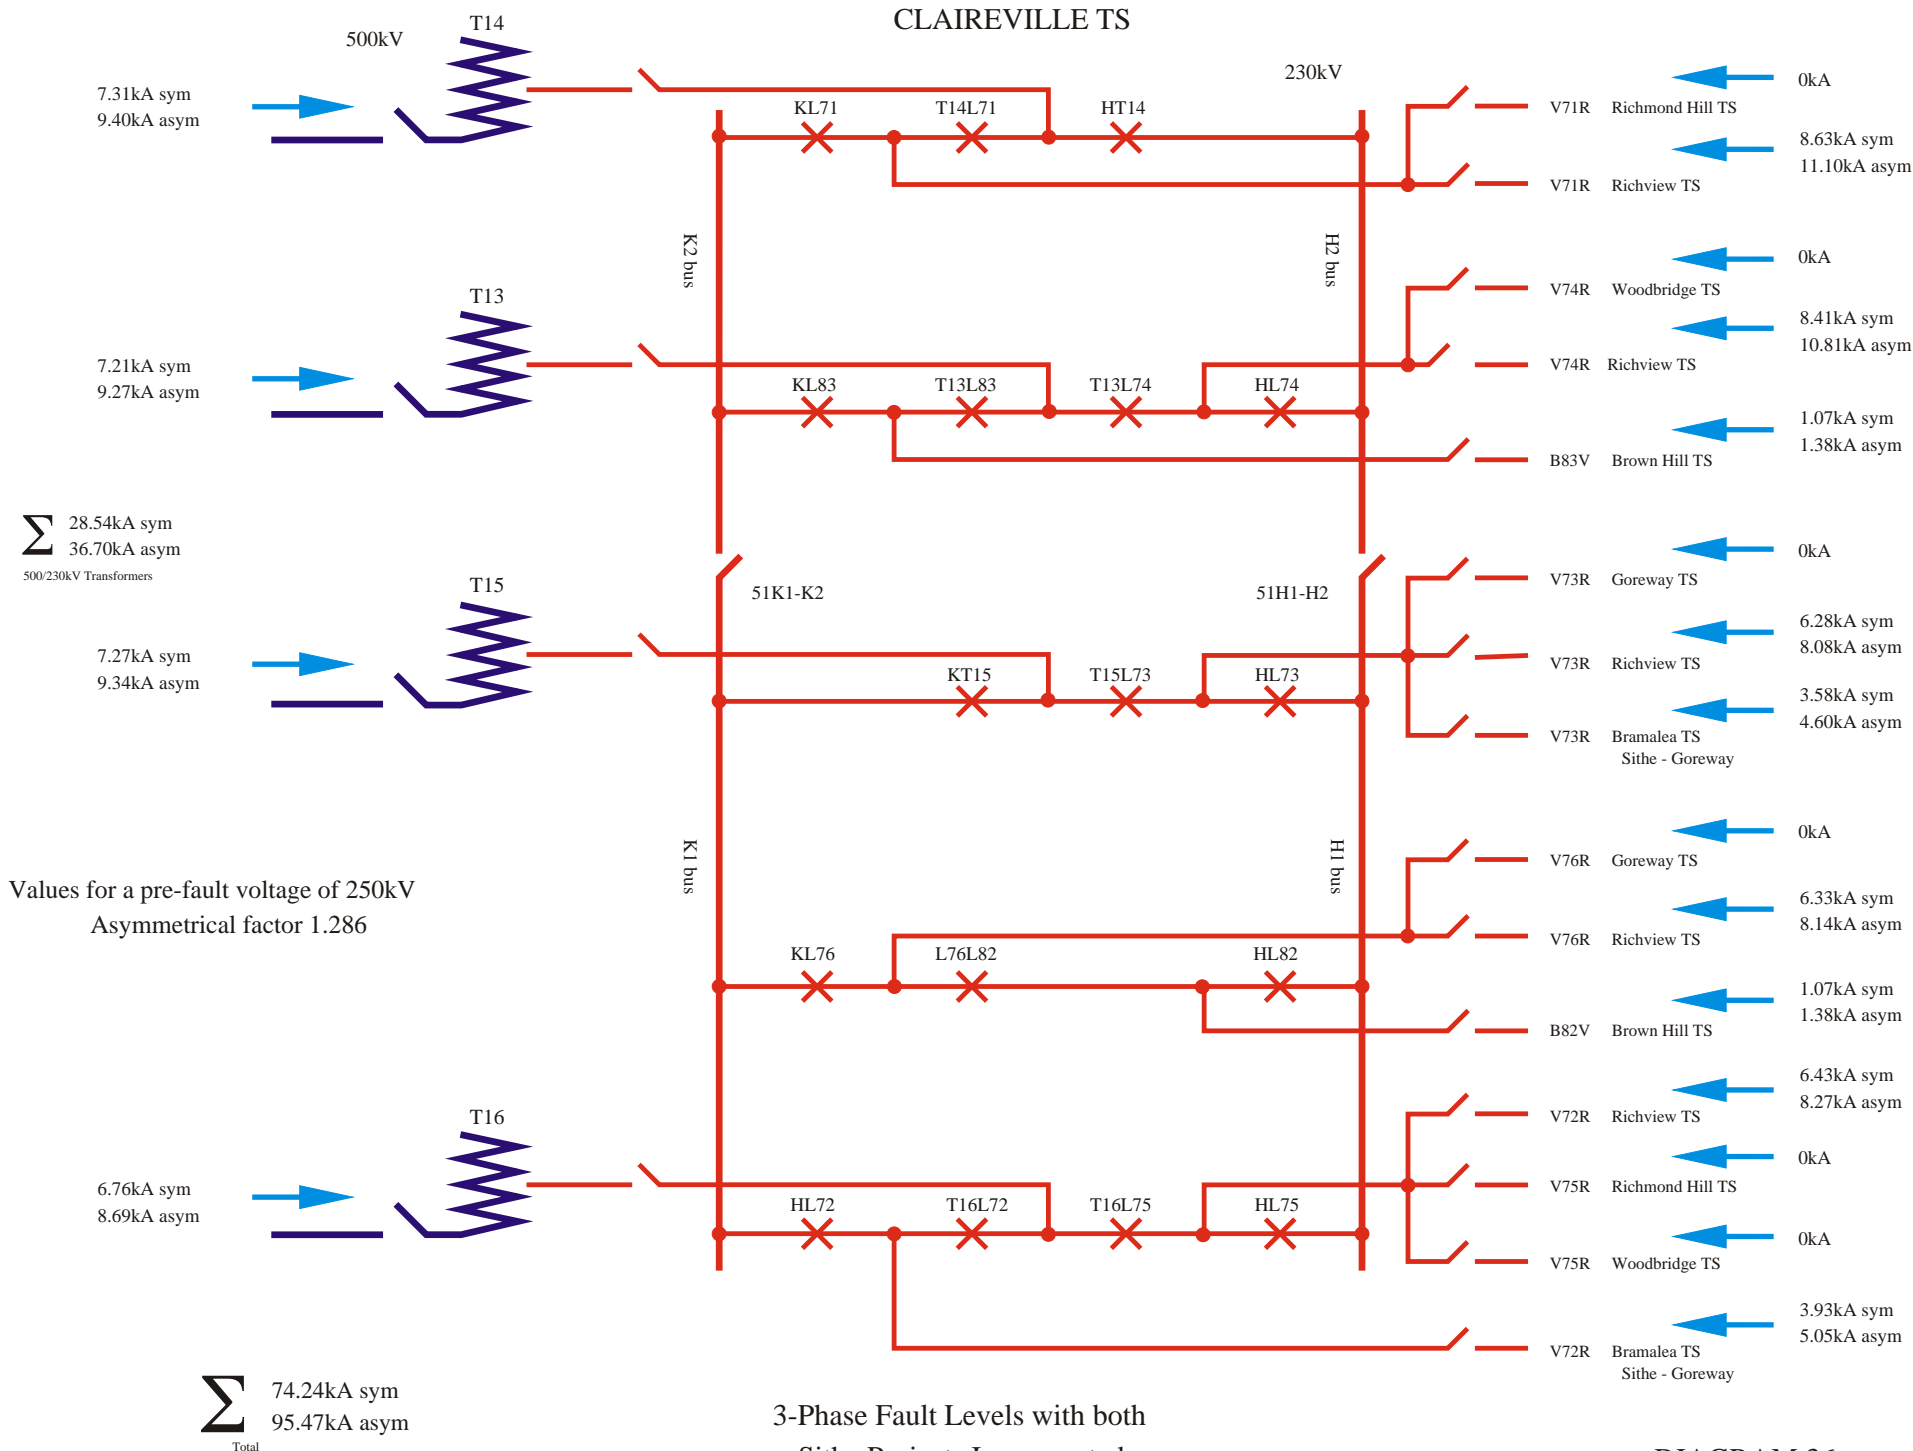 CLAIREVILLE TS
T14
500kV
230kV
7.31kA sym
9.40kA asym
KL71
T14L71
HT14
0kA
V71R Richmond Hill TS
8.63kA sym
11.10kA asym
V71R Richview TS
K2 bus
H2 bus
0kA
V74R Woodbridge TS
T13
7.21kA sym
9.27kA asym
KL83
T13L83
T13L74
HL74
8.41kA sym
10.81kA asym
V74R Richview TS
1.07kA sym
1.38kA asym
B83V Brown Hill TS
Σ 28.54kA sym
36.70kA asym
500/230kV Transformers
51K1-K2
51H1-H2
0kA
V73R Goreway TS
T15
7.27kA sym
9.34kA asym
KT15
T15L73
HL73
6.28kA sym
8.08kA asym
V73R Richview TS
3.58kA sym
4.60kA asym
V73R Bramalea TS
Sithe - Goreway
K1 bus
H1 bus
0kA
V76R Goreway TS
Values for a pre-fault voltage of 250kV
Asymmetrical factor 1.286
KL76
L76L82
HL82
6.33kA sym
8.14kA asym
V76R Richview TS
1.07kA sym
1.38kA asym
B82V Brown Hill TS
T16
6.76kA sym
8.69kA asym
HL72
T16L72
T16L75
HL75
6.43kA sym
8.27kA asym
V72R Richview TS
0kA
V75R Richmond Hill TS
0kA
V75R Woodbridge TS
3.93kA sym
5.05kA asym
V72R Bramalea TS
Sithe - Goreway
Σ 74.24kA sym
95.47kA asym
Total
3-Phase Fault Levels with both